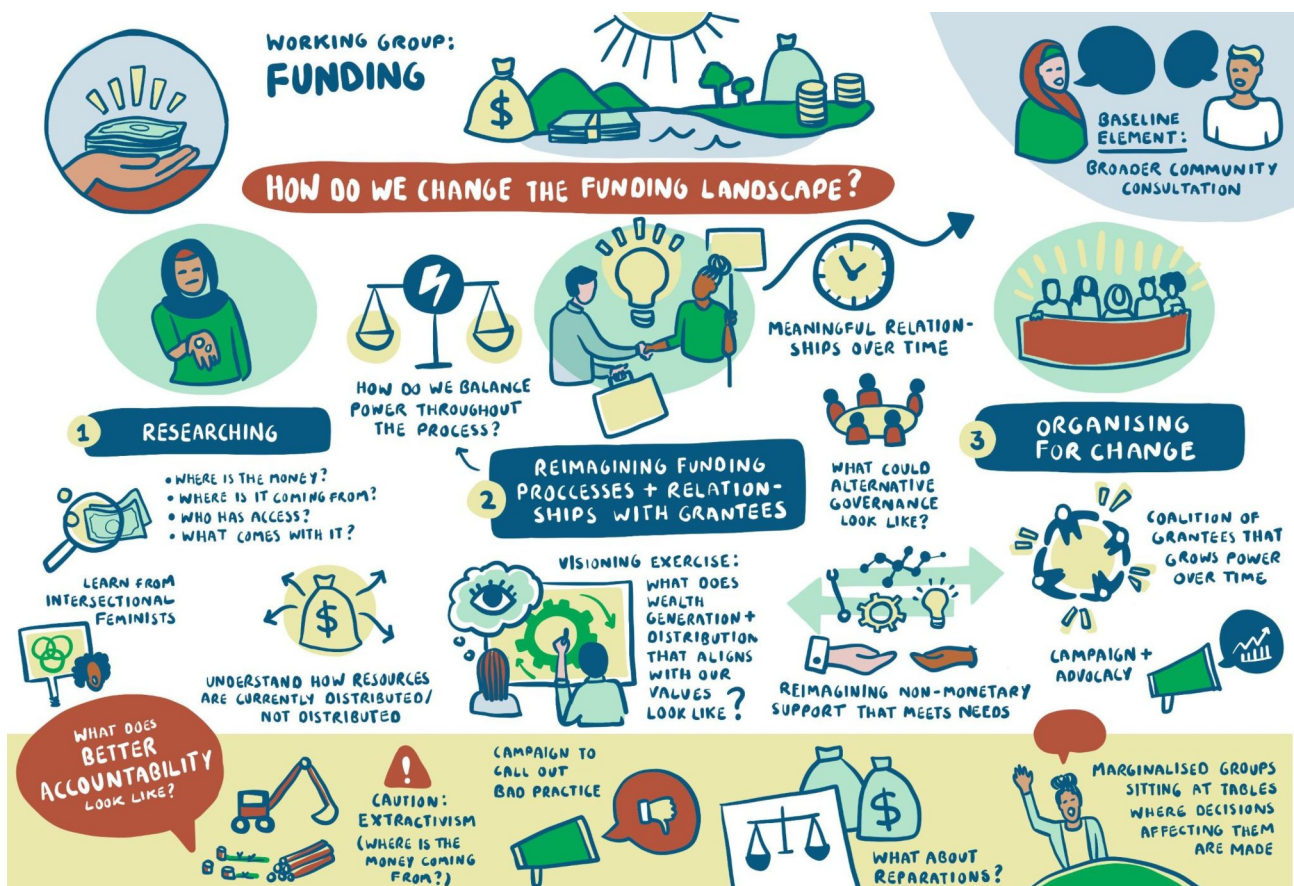 WORKING GROUP:
FUNDING
$
BASELINE
ELEMENT:
BROADER COMMUNITY
CONSULTATION
HOW DO WE CHANGE THE FUNDING LANDSCAPE?
1
RESEARCHING
• WHERE IS THE MONEY?
• WHERE IS IT COMING FROM?
• WHO HAS ACCESS?
• WHAT COMES WITH IT?
LEARN FROM
INTERSECTIONAL
FEMINISTS
$
UNDERSTAND HOW RESOURCES
ARE CURRENTLY DISTRIBUTED/
NOT DISTRIBUTED
HOW DO WE BALANCE
POWER THROUGHOUT
THE PROCESS?
2
REIMAGINING FUNDING
PROCCESSES + RELATION-
SHIPS WITH GRANTEES
VISIONING EXERCISE:
WHAT DOES
WEALTH
GENERATION +
DISTRIBUTION
THAT ALIGNS
WITH OUR
VALUES
LOOK LIKE?
MEANINGFUL RELATION-
SHIPS OVER TIME
WHAT COULD
ALTERNATIVE
GOVERNANCE
LOOK LIKE?
REIMAGINING NON-MONETARY
SUPPORT THAT MEETS NEEDS
3
ORGANISING
FOR CHANGE
COALITION OF
GRANTEES THAT
GROWS POWER
OVER TIME
CAMPAIGN +
ADVOCACY
WHAT DOES
BETTER
ACCOUNTABILITY
LOOK LIKE?
!
CAUTION:
EXTRACTIVISM
(WHERE IS THE
MONEY COMING
FROM?)
CAMPAIGN TO
CALL OUT
BAD PRACTICE
$
WHAT ABOUT
REPARATIONS?
MARGINALISED GROUPS
SITTING AT TABLES
WHERE DECISIONS
AFFECTING THEM
ARE MADE